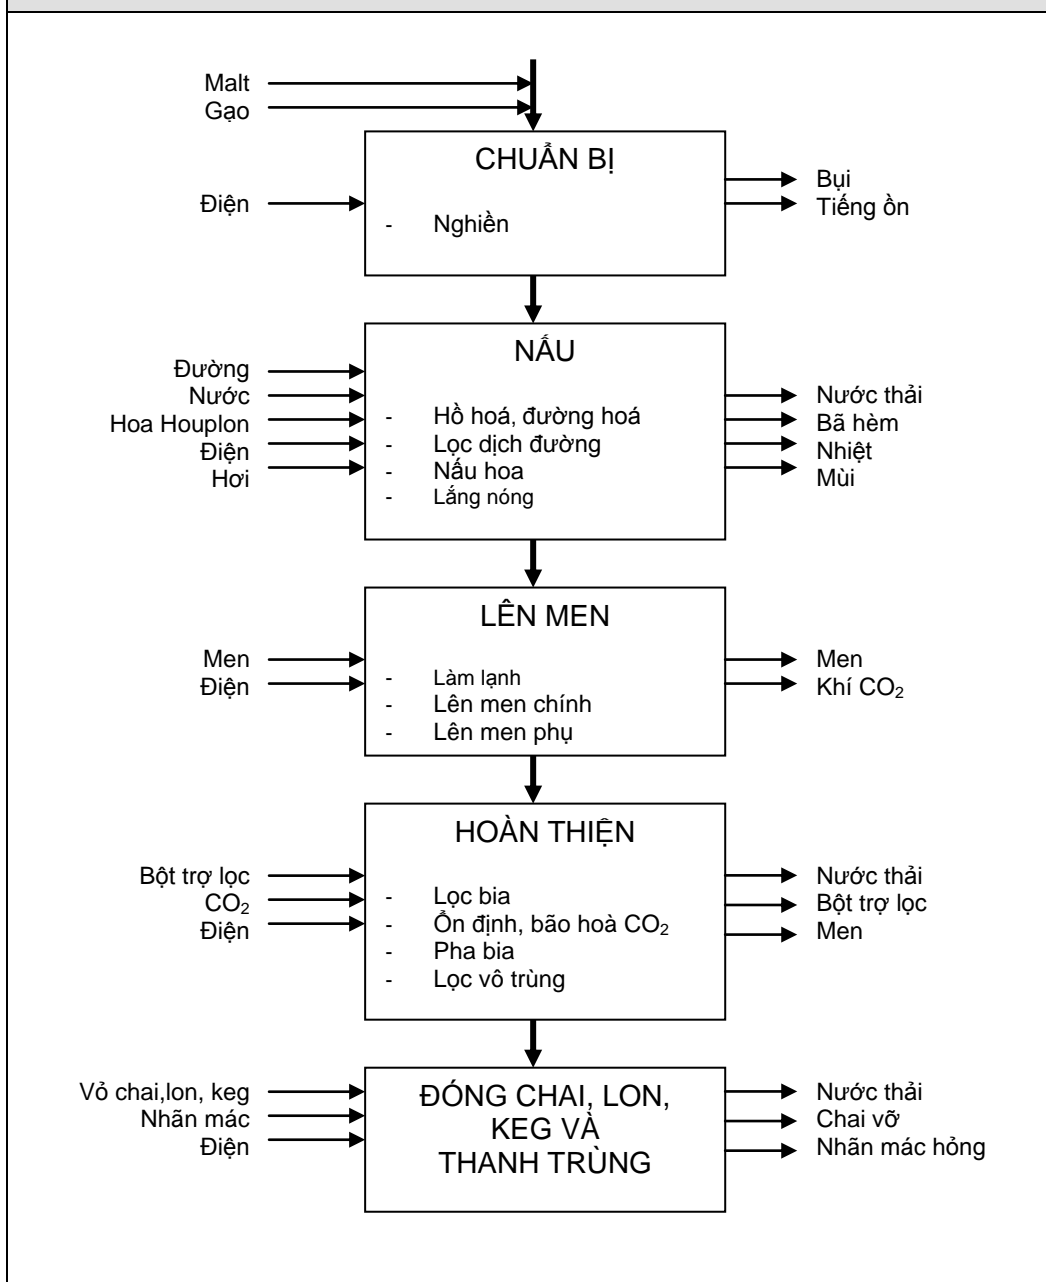 Malt
Gạo
CHUẨN BỊ
Điện
- Nghiền
Bụi
Tiếng ồn
NẤU
Đường
Nước
Hoa Houplon
Điện
Hơi
- Hồ hoá, đường hoá
- Lọc dịch đường
- Nấu hoa
- Lắng nóng
Nước thải
Bã hèm
Nhiệt
Mùi
LÊN MEN
Men
Điện
- Làm lạnh
- Lên men chính
- Lên men phụ
Men
Khí CO₂
HOÀN THIỆN
Bột trợ lọc
CO₂
Điện
- Lọc bia
- Ổn định, bão hoà CO₂
- Pha bia
- Lọc vô trùng
Nước thải
Bột trợ lọc
Men
Vỏ chai,lon, keg
Nhãn mác
Điện
ĐÓNG CHAI, LON,
KEG VÀ
THANH TRÙNG
Nước thải
Chai vỡ
Nhãn mác hỏng